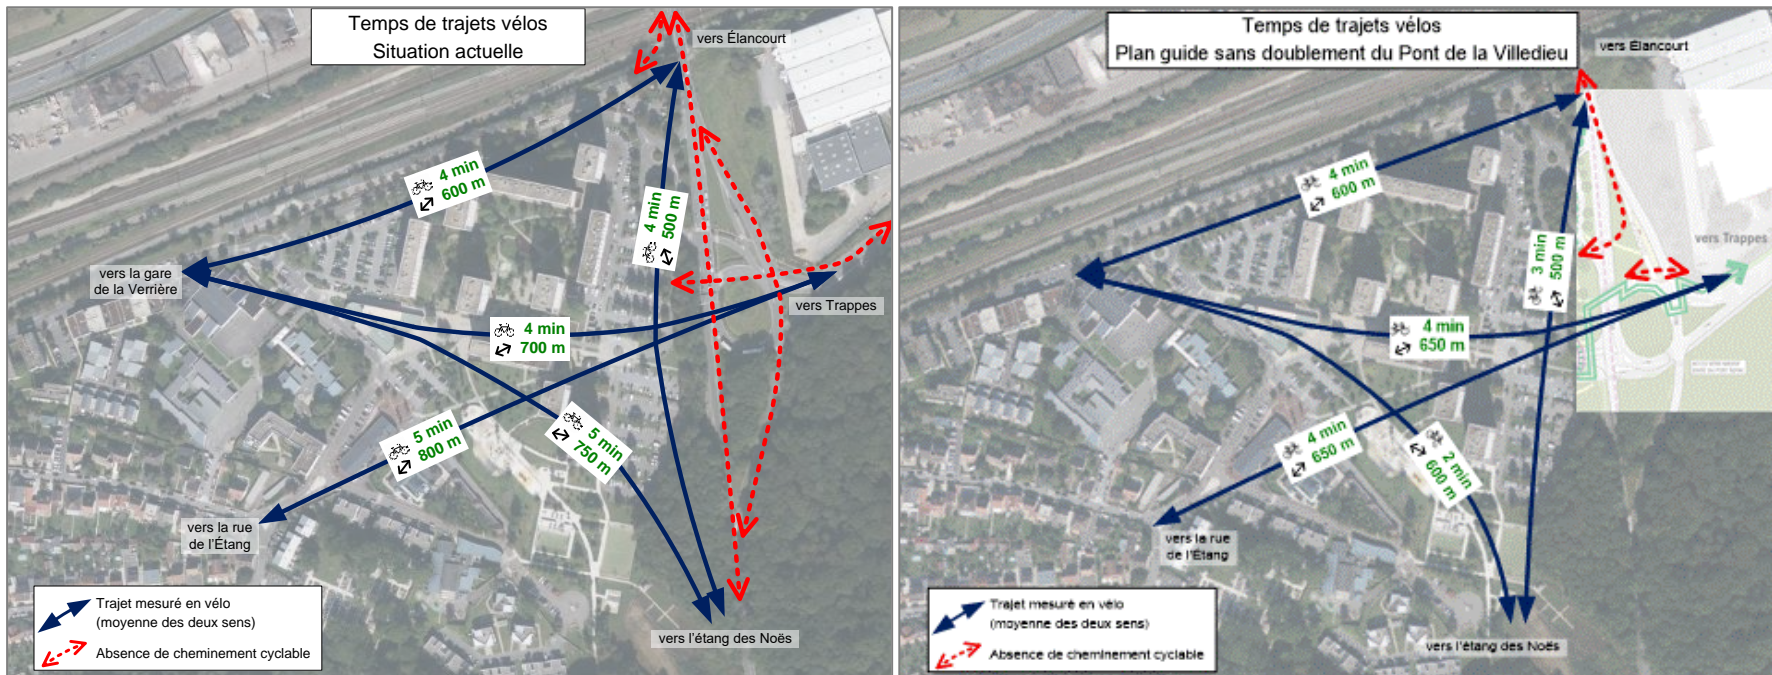 Temps de trajets vélos
Situation actuelle
vers Élancourt
4 min
600 m
4 min
500 m
vers la gare
de la Verrière
vers Trappes
4 min
700 m
5 min
800 m
5 min
750 m
vers la rue
de l'Étang
vers l'étang des Noës
Trajet mesuré en vélo
(moyenne des deux sens)
Absence de cheminement cyclable
Temps de trajets vélos
Plan guide sans doublement du Pont de la Villedieu
vers Élancourt
4 min
600 m
3 min
500 m
vers Trappes
4 min
650 m
4 min
650 m
2 min
600 m
vers la rue
de l'Étang
vers l'étang des Noës
Trajet mesuré en vélo
(moyenne des deux sens)
Absence de cheminement cyclable